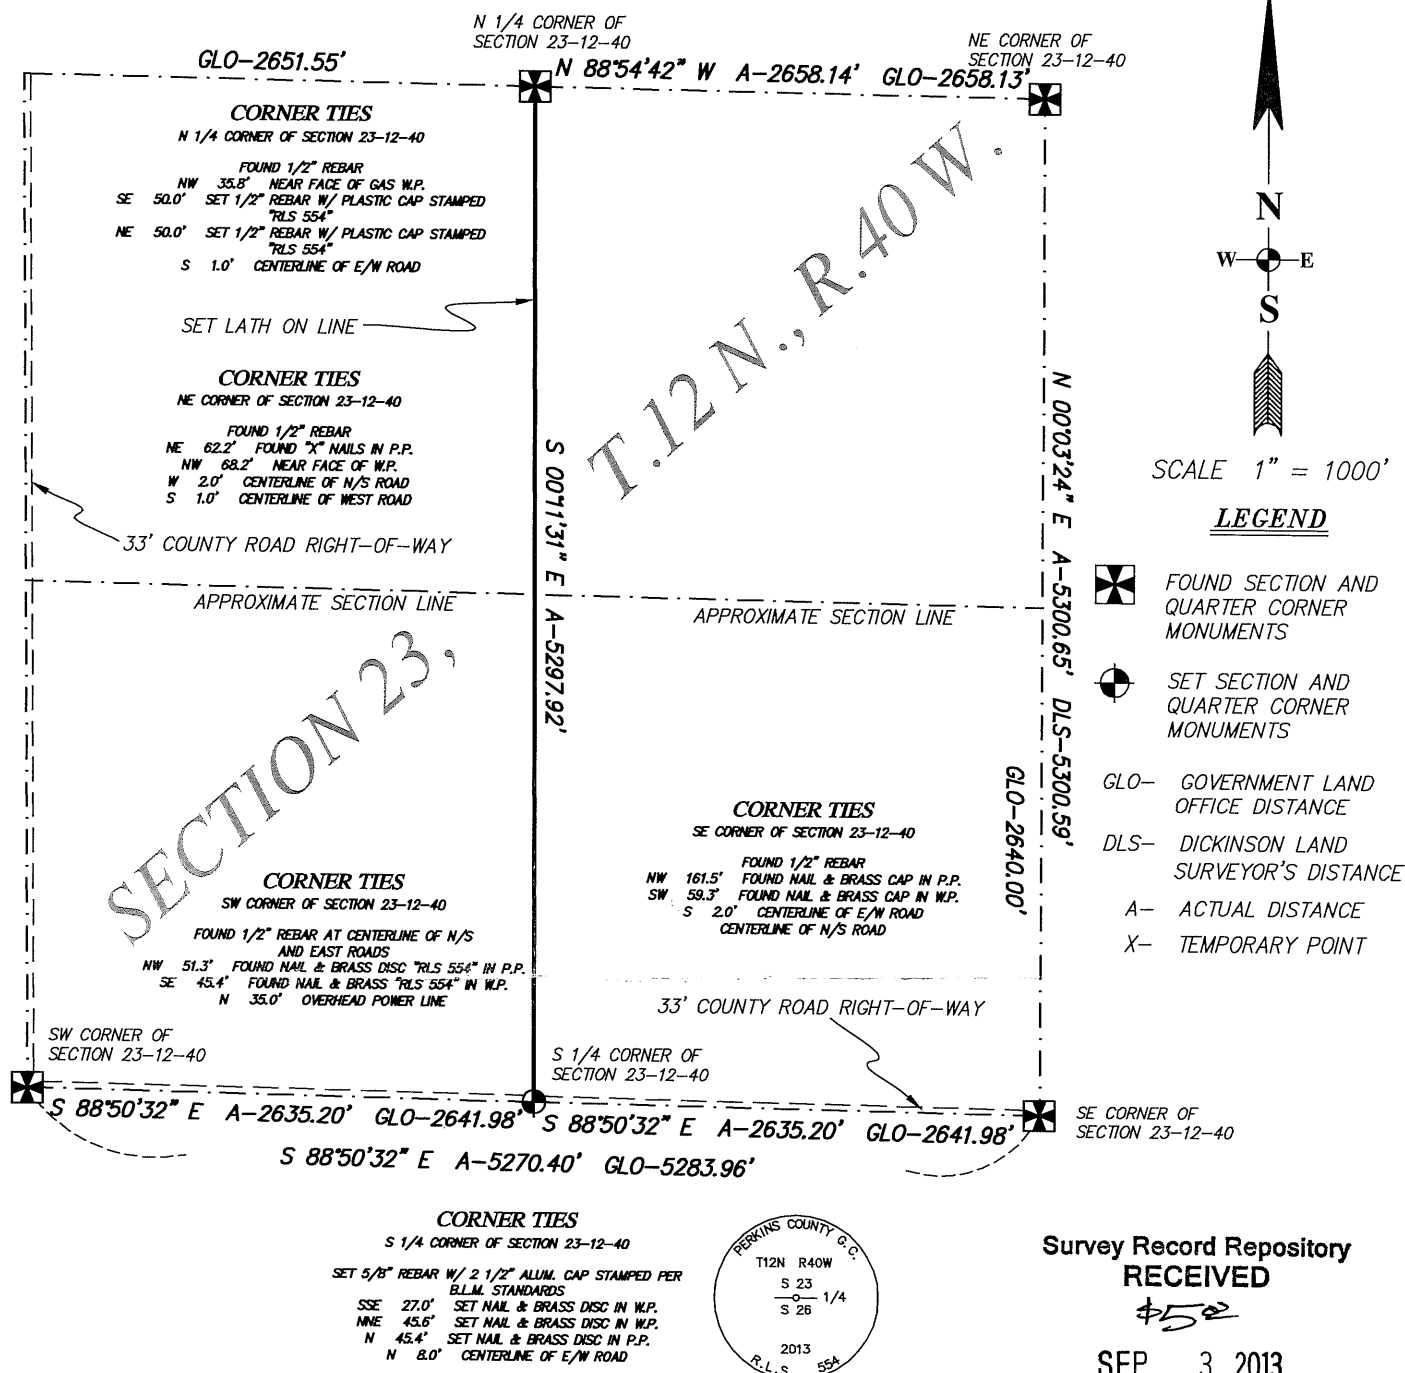 N 1/4 CORNER OF
SECTION 23-12-40
NE CORNER OF
SECTION 23-12-40
GLO-2651.55'
N 88°54'42" W A-2658.14' GLO-2658.13'
CORNER TIES
N 1/4 CORNER OF SECTION 23-12-40
FOUND 1/2" REBAR
NW 35.8' NEAR FACE OF GAS W.P.
SE 50.0' SET 1/2" REBAR W/ PLASTIC CAP STAMPED
"RLS 554"
NE 50.0' SET 1/2" REBAR W/ PLASTIC CAP STAMPED
"RLS 554"
S 1.0' CENTERLINE OF E/W ROAD
SET LATH ON LINE
CORNER TIES
NE CORNER OF SECTION 23-12-40
FOUND 1/2" REBAR
NE 62.2' FOUND "X" NAILS IN P.P.
NW 68.2' NEAR FACE OF W.P.
W 2.0' CENTERLINE OF N/S ROAD
S 1.0' CENTERLINE OF WEST ROAD
33' COUNTY ROAD RIGHT-OF-WAY
APPROXIMATE SECTION LINE
APPROXIMATE SECTION LINE
SECTION 23,
T.12 N., R.40 W.
S 00°11'31" E A-5297.92'
N 00°03'24" E A-5300.65' DLS-5300.59'
GLO-2640.00'
CORNER TIES
SE CORNER OF SECTION 23-12-40
FOUND 1/2" REBAR
NW 161.5' FOUND NAIL & BRASS CAP IN P.P.
SW 59.3' FOUND NAIL & BRASS CAP IN W.P.
S 2.0' CENTERLINE OF E/W ROAD
CENTERLINE OF N/S ROAD
CORNER TIES
SW CORNER OF SECTION 23-12-40
FOUND 1/2" REBAR AT CENTERLINE OF N/S
AND EAST ROADS
NW 51.3' FOUND NAIL & BRASS DISC "RLS 554" IN P.P.
SE 45.4' FOUND NAIL & BRASS "RLS 554" IN W.P.
N 35.0' OVERHEAD POWER LINE
33' COUNTY ROAD RIGHT-OF-WAY
SW CORNER OF
SECTION 23-12-40
S 1/4 CORNER OF
SECTION 23-12-40
SE CORNER OF
SECTION 23-12-40
S 88°50'32" E A-2635.20' GLO-2641.98'
S 88°50'32" E A-2635.20' GLO-2641.98'
S 88°50'32" E A-5270.40' GLO-5283.96'
CORNER TIES
S 1/4 CORNER OF SECTION 23-12-40
SET 5/8" REBAR W/ 2 1/2" ALUM. CAP STAMPED PER
B.L.M. STANDARDS
SSE 27.0' SET NAIL & BRASS DISC IN W.P.
NNE 45.6' SET NAIL & BRASS DISC IN W.P.
N 45.4' SET NAIL & BRASS DISC IN P.P.
N 8.0' CENTERLINE OF E/W ROAD
PERKINS COUNTY G.C.
T12N R40W
S 23
1/4
S 26
2013
R.L.S. 554
N
W E
S
SCALE 1" = 1000'
LEGEND
FOUND SECTION AND
QUARTER CORNER
MONUMENTS
SET SECTION AND
QUARTER CORNER
MONUMENTS
GLO- GOVERNMENT LAND
OFFICE DISTANCE
DLS- DICKINSON LAND
SURVEYOR'S DISTANCE
A- ACTUAL DISTANCE
X- TEMPORARY POINT
Survey Record Repository
RECEIVED
$5.00
SEP 3 2013